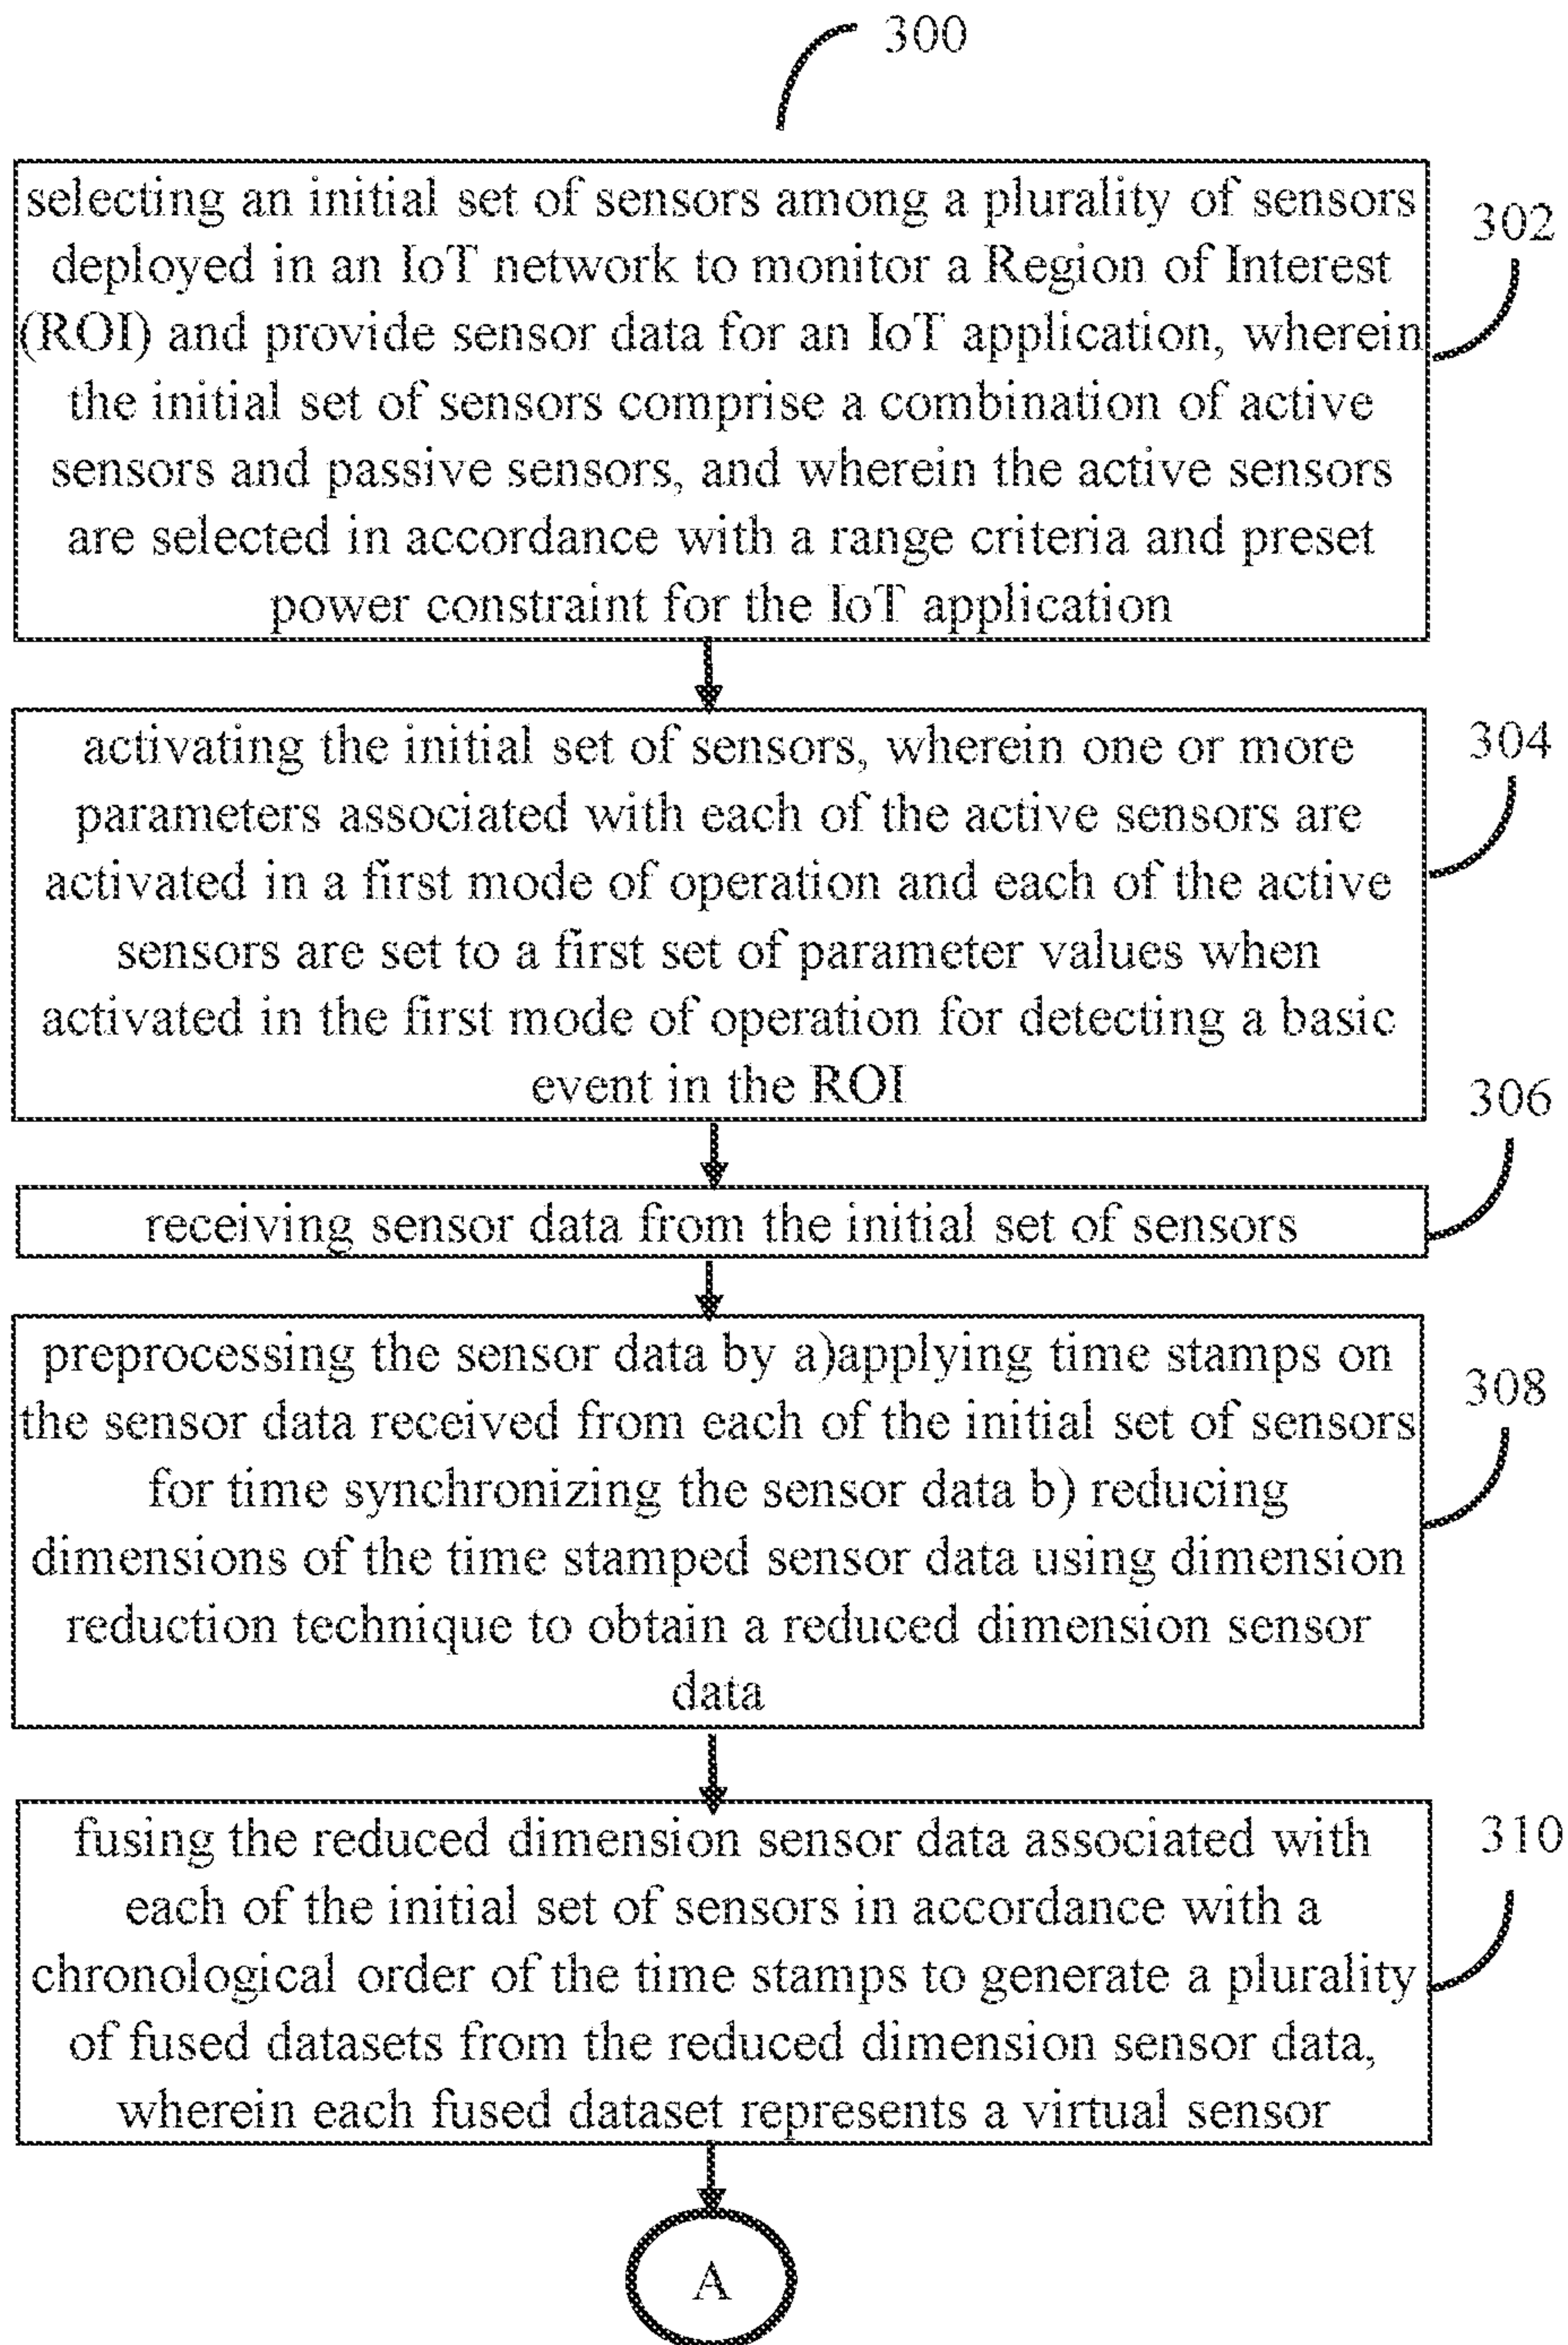 300
selecting an initial set of sensors among a plurality of sensors
deployed in an IoT network to monitor a Region of Interest
(ROI) and provide sensor data for an IoT application, wherein
the initial set of sensors comprise a combination of active
sensors and passive sensors, and wherein the active sensors
are selected in accordance with a range criteria and preset
power constraint for the IoT application
302
activating the initial set of sensors, wherein one or more
parameters associated with each of the active sensors are
activated in a first mode of operation and each of the active
sensors are set to a first set of parameter values when
activated in the first mode of operation for detecting a basic
event in the ROI
304
receiving sensor data from the initial set of sensors
306
preprocessing the sensor data by a)applying time stamps on
the sensor data received from each of the initial set of sensors
for time synchronizing the sensor data b) reducing
dimensions of the time stamped sensor data using dimension
reduction technique to obtain a reduced dimension sensor
data
308
fusing the reduced dimension sensor data associated with
each of the initial set of sensors in accordance with a
chronological order of the time stamps to generate a plurality
of fused datasets from the reduced dimension sensor data,
wherein each fused dataset represents a virtual sensor
310
A